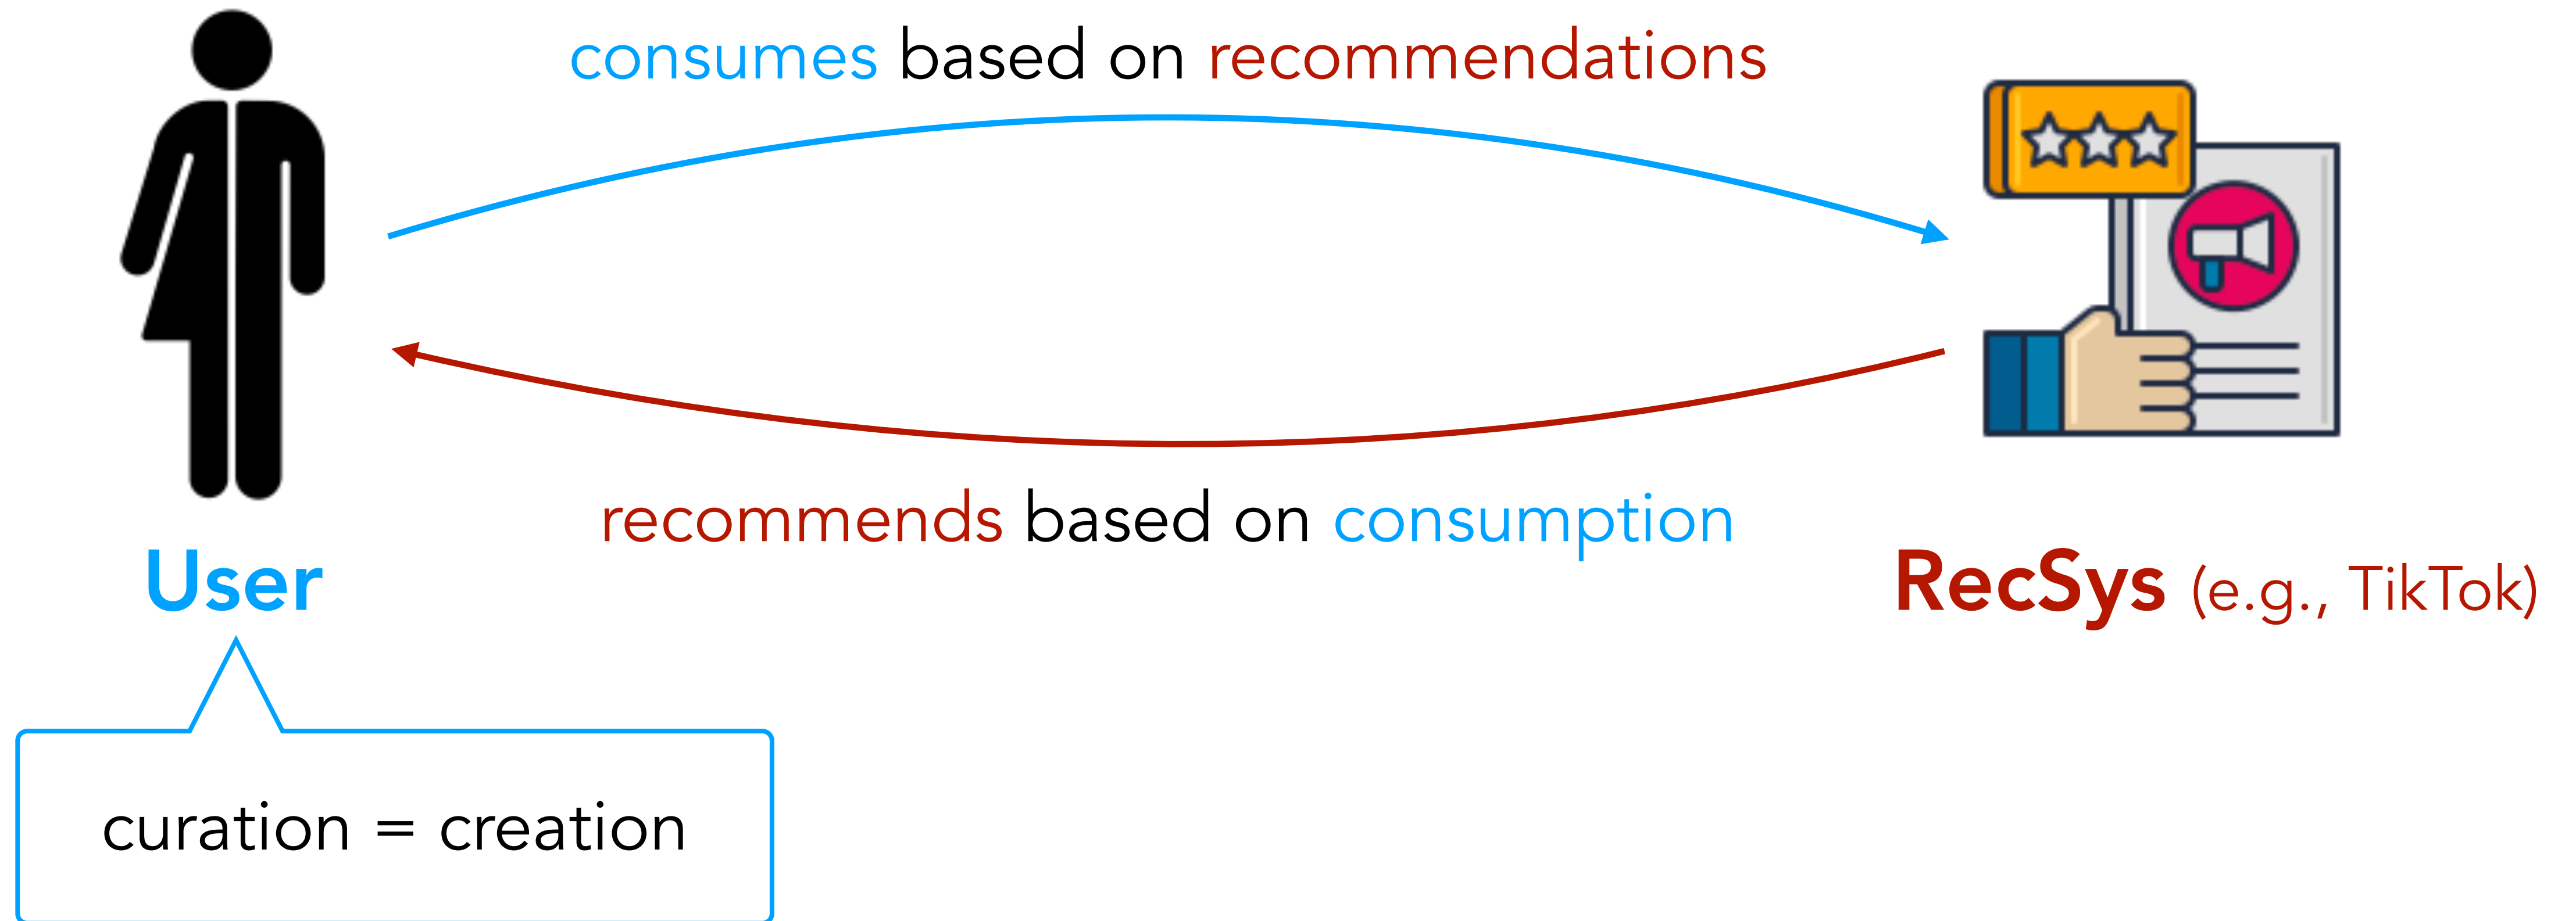 consumes based on recommendations
recommends based on consumption
User
RecSys (e.g., TikTok)
curation = creation